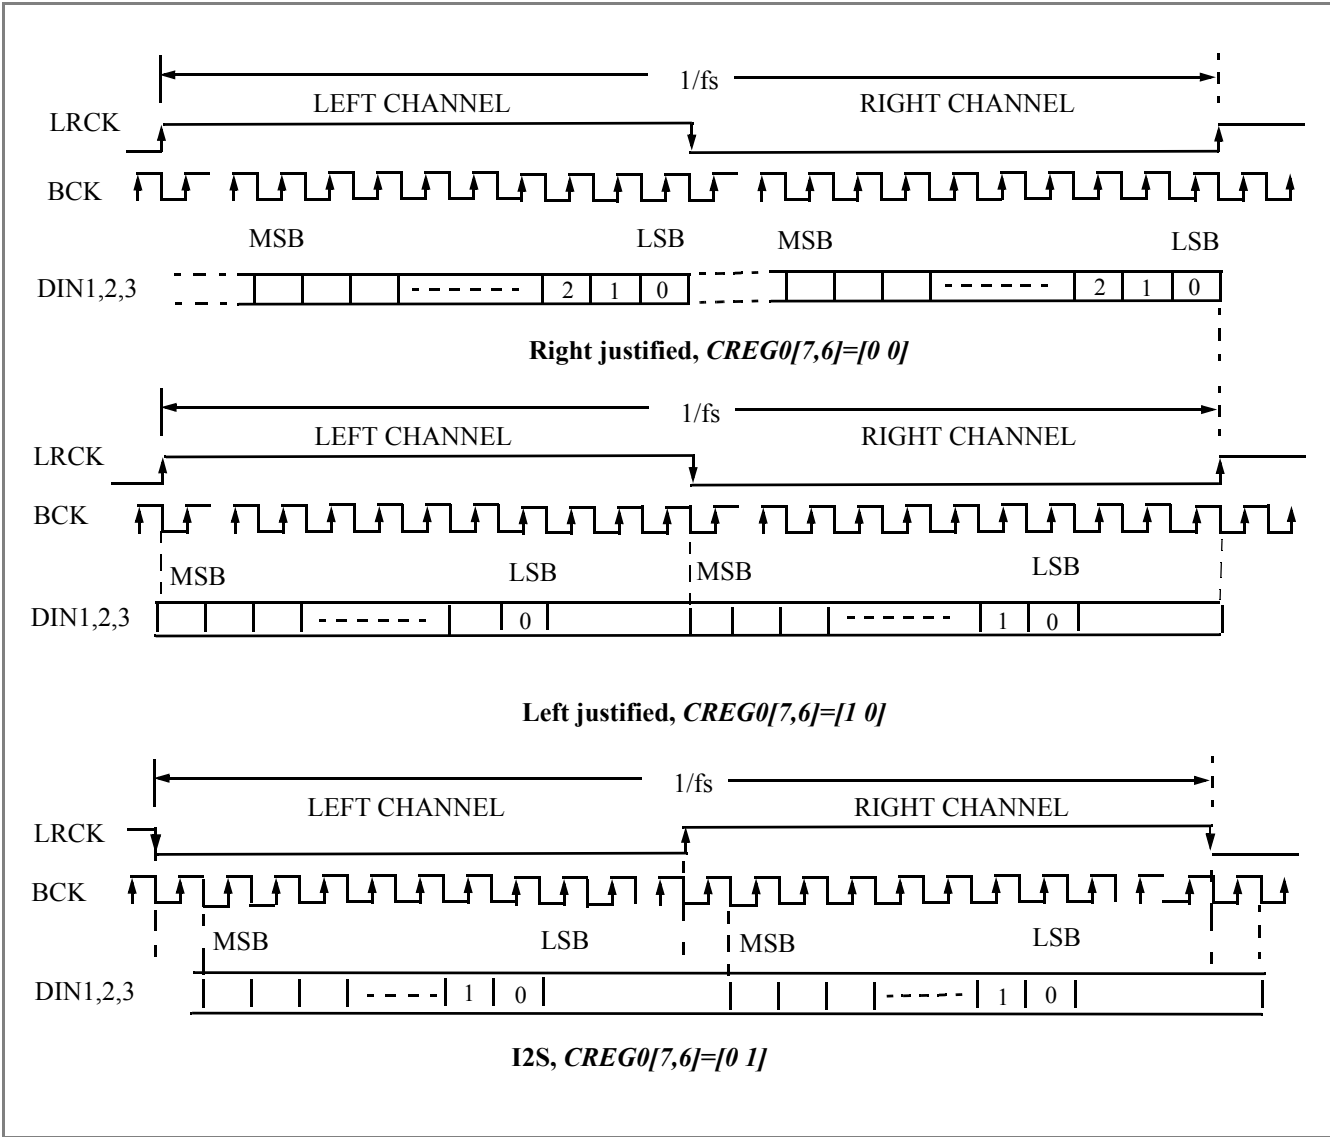 1/fs
LEFT CHANNEL RIGHT CHANNEL
LRCK
BCK
MSB LSB MSB LSB
DIN1,2,3 2 1 0 2 1 0
Right justified, CREG0[7,6]=[0 0]
1/fs
LEFT CHANNEL RIGHT CHANNEL
LRCK
BCK
MSB LSB MSB LSB
DIN1,2,3 0 1 0
Left justified, CREG0[7,6]=[1 0]
1/fs
LEFT CHANNEL RIGHT CHANNEL
LRCK
BCK
MSB LSB MSB LSB
DIN1,2,3 1 0 1 0
I2S, CREG0[7,6]=[0 1]